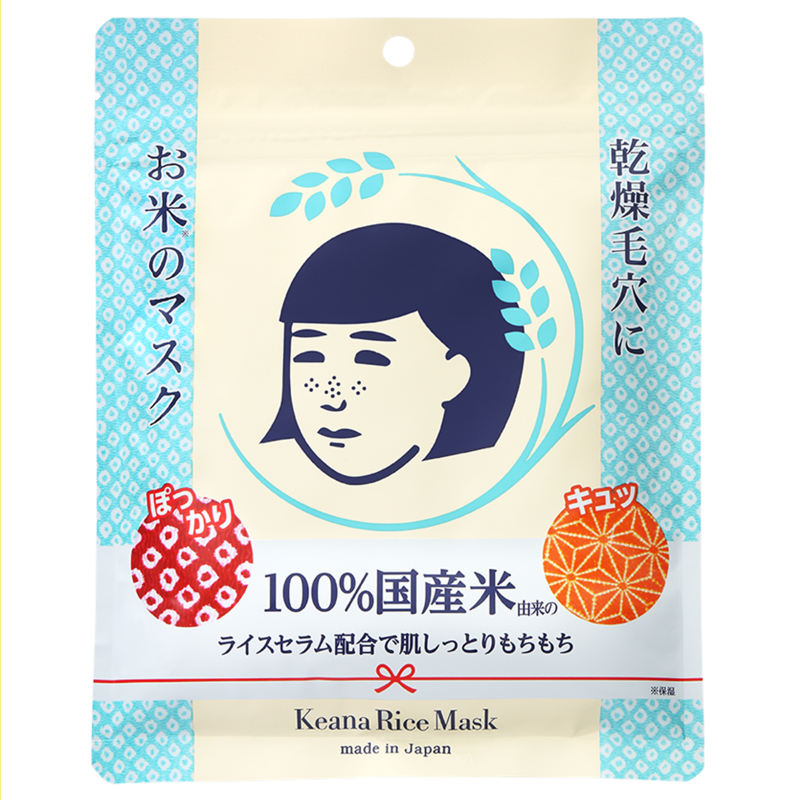 乾燥毛穴に
お米※のマスク
ぽっかり
キュッ
100%国産米由来の
ライスセラム配合で肌しっとりもちもち
※保湿
Keana Rice Mask
made in Japan